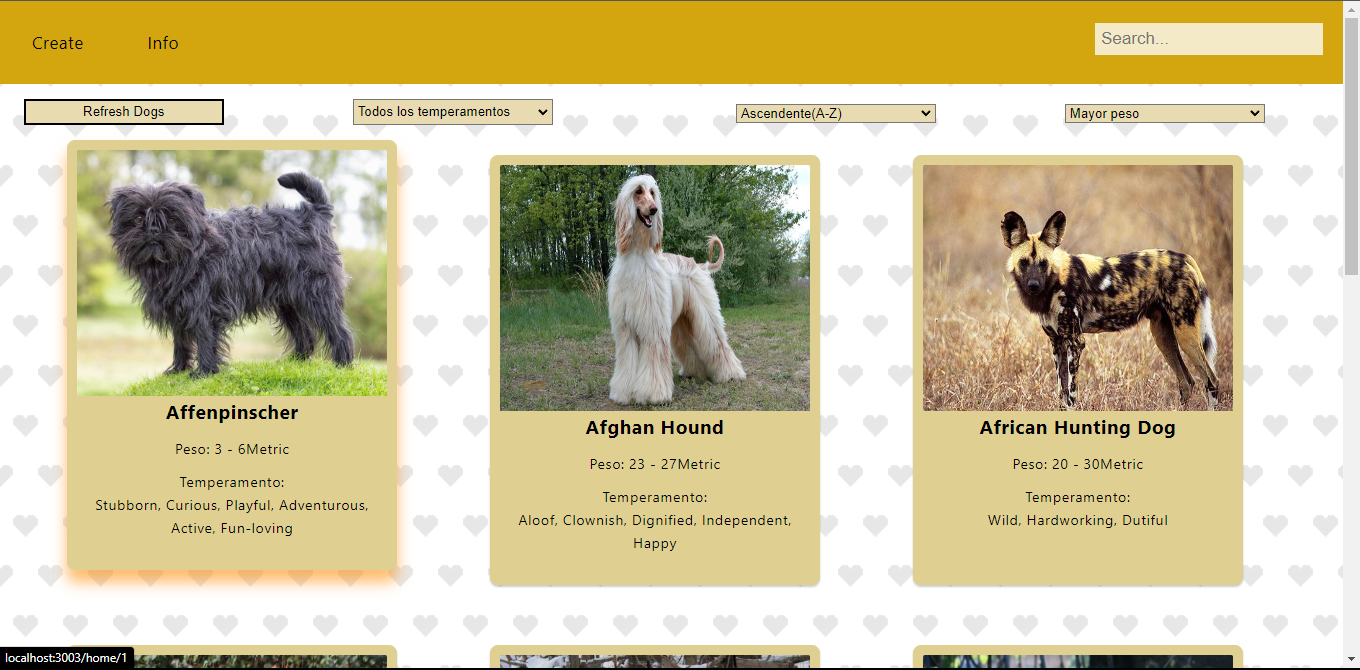 Create
Info
Search...
Refresh Dogs
Todos los temperamentos
Ascendente(A-Z)
Mayor peso
Affenpinscher
Peso: 3 - 6Metric
Temperamento:
Stubborn, Curious, Playful, Adventurous,
Active, Fun-loving
Afghan Hound
Peso: 23 - 27Metric
Temperamento:
Aloof, Clownish, Dignified, Independent,
Happy
African Hunting Dog
Peso: 20 - 30Metric
Temperamento:
Wild, Hardworking, Dutiful
localhost:3003/home/1